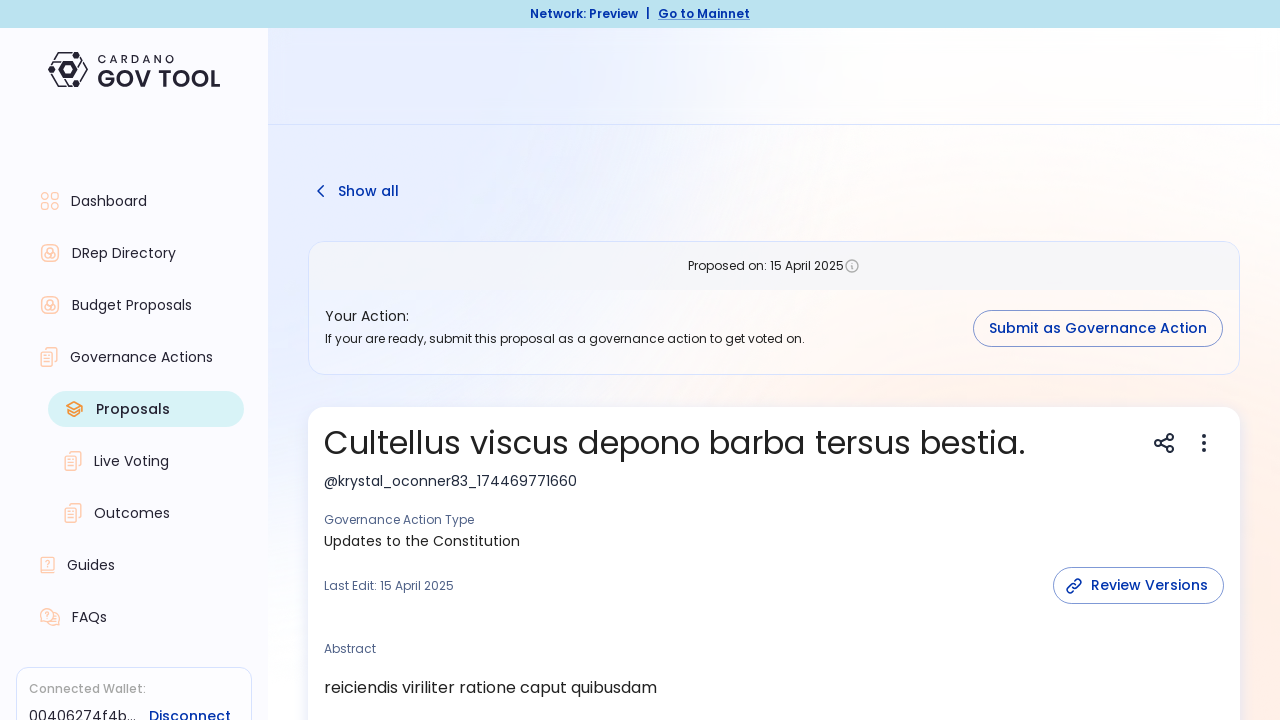 Network: Preview | Go to Mainnet
CARDANO
GOV TOOL
Dashboard
DRep Directory
Budget Proposals
Governance Actions
Proposals
Live Voting
Outcomes
Guides
FAQs
Connected Wallet:
00406274f4b... Disconnect
Show all
Proposed on: 15 April 2025
Your Action:
If your are ready, submit this proposal as a governance action to get voted on.
Submit as Governance Action
Cultellus viscus depono barba tersus bestia.
@krystal_oconner83_174469771660
Governance Action Type
Updates to the Constitution
Last Edit: 15 April 2025
Review Versions
Abstract
reiciendis viriliter ratione caput quibusdam